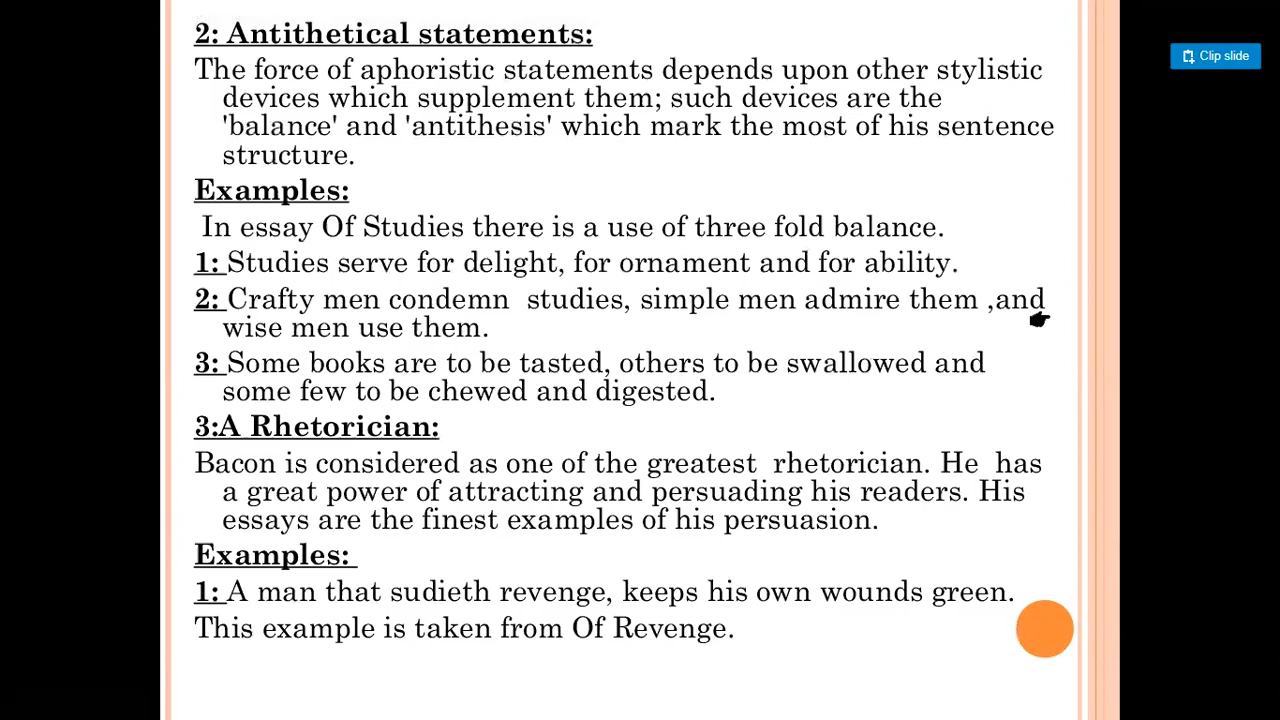 2: Antithetical statements:
Clip slide
The force of aphoristic statements depends upon other stylistic
devices which supplement them; such devices are the
'balance' and 'antithesis' which mark the most of his sentence
structure.
Examples:
In essay Of Studies there is a use of three fold balance.
1: Studies serve for delight, for ornament and for ability.
2: Crafty men condemn  studies, simple men admire them ,and
wise men use them.
3: Some books are to be tasted, others to be swallowed and
some few to be chewed and digested.
3:A Rhetorician:
Bacon is considered as one of the greatest  rhetorician. He  has
a great power of attracting and persuading his readers. His
essays are the finest examples of his persuasion.
Examples:
1: A man that sudieth revenge, keeps his own wounds green.
This example is taken from Of Revenge.